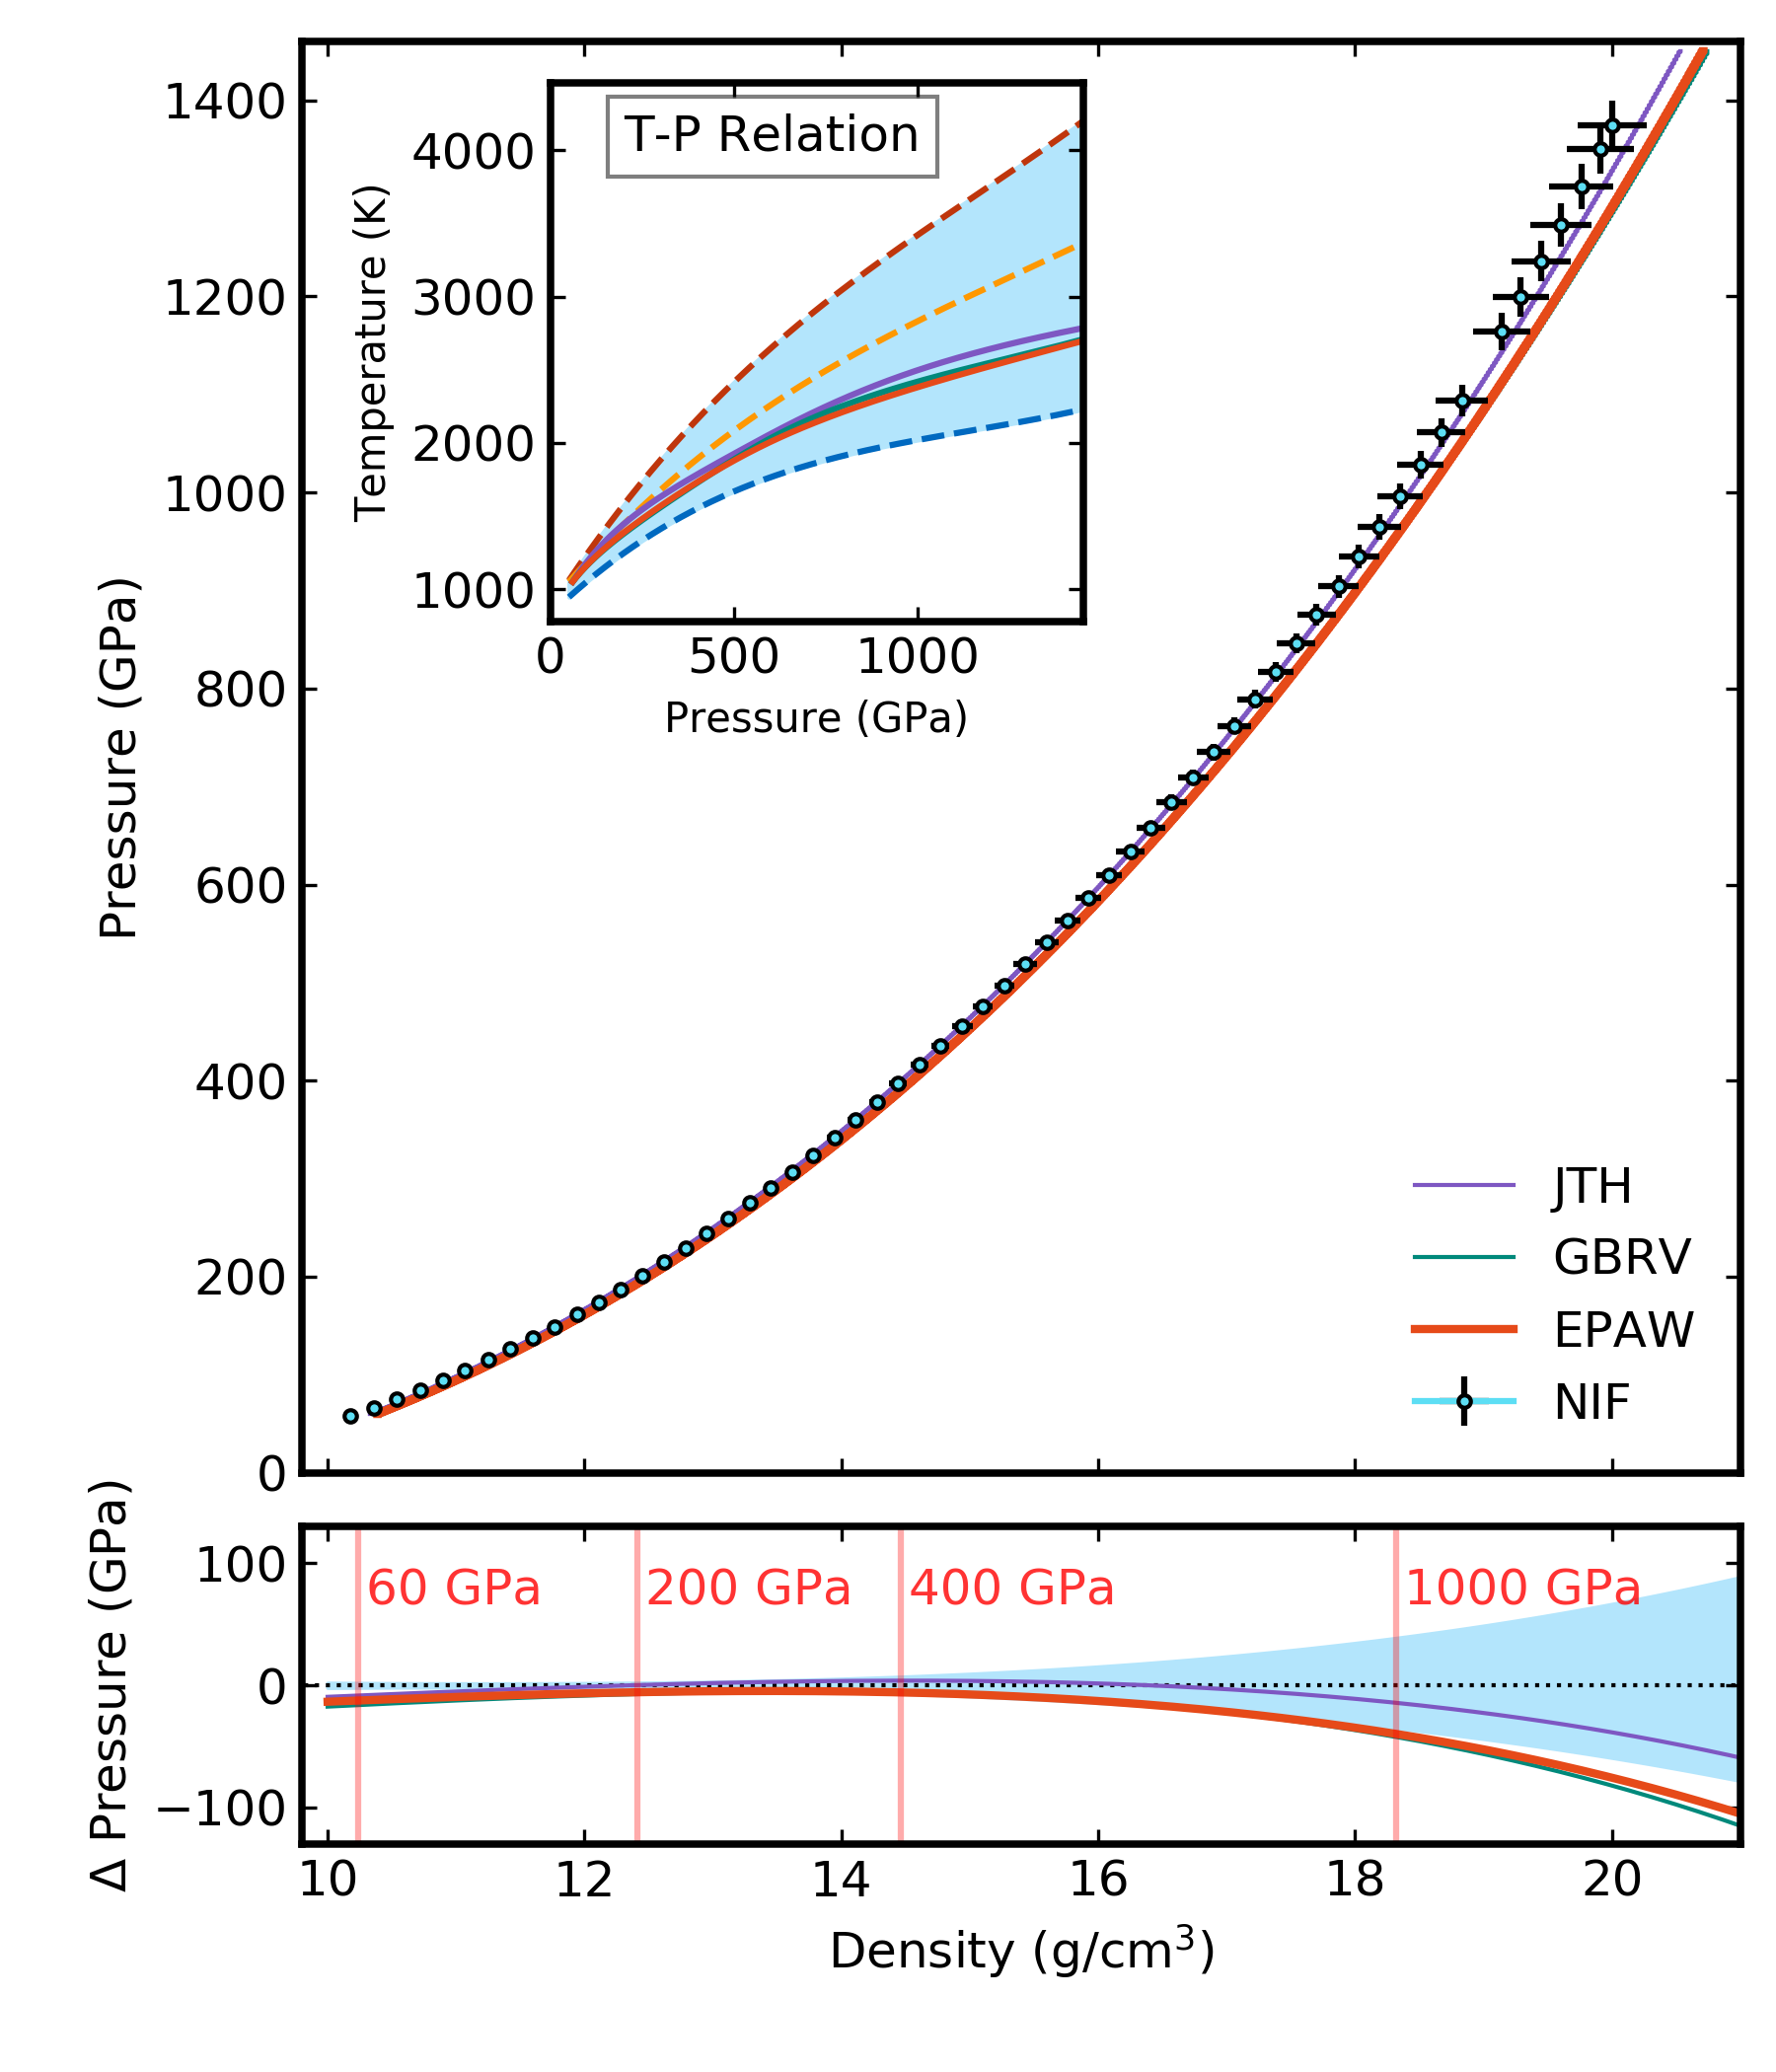 1400
1200
1000
800
600
400
200
0
Pressure (GPa)
T-P Relation
4000
3000
2000
1000
Temperature (K)
0 500 1000
Pressure (GPa)
JTH
GBRV
EPAW
NIF
100
0
−100
Δ Pressure (GPa)
60 GPa 200 GPa 400 GPa 1000 GPa
10 12 14 16 18 20
Density (g/cm³)